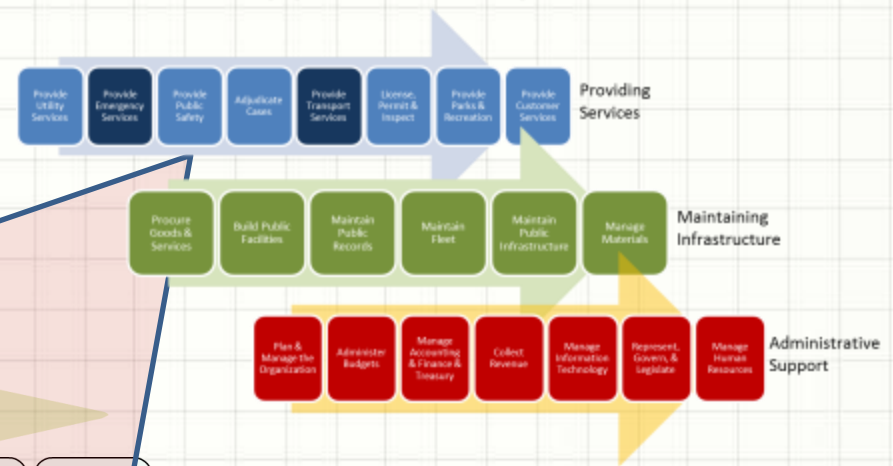 Provide
Utility
Services
Provide
Emergency
Services
Provide
Public
Safety
Adjudicate
Cases
Provide
Transport
Services
License,
Permit &
Inspect
Provide
Parks &
Recreation
Provide
Customer
Services
Providing
Services
Procure
Goods &
Services
Build Public
Facilities
Maintain
Public
Records
Maintain
Fleet
Maintain
Public
Infrastructure
Manage
Materials
Maintaining
Infrastructure
Plan &
Manage the
Organization
Administer
Budgets
Manage
Accounting
& Finance &
Treasury
Collect
Revenue
Manage
Information
Technology
Represent,
Govern, &
Legislate
Manage
Human
Resources
Administrative
Support